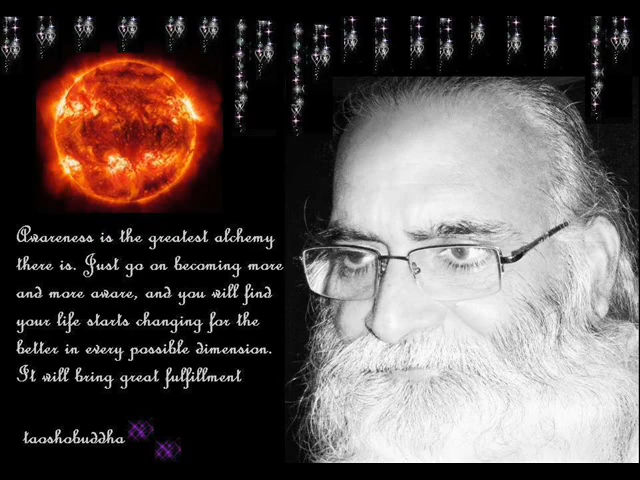 Awareness is the greatest alchemy
there is. Just go on becoming more
and more aware, and you will find
your life starts changing for the
better in every possible dimension.
It will bring great fulfillment
taoshobuddha